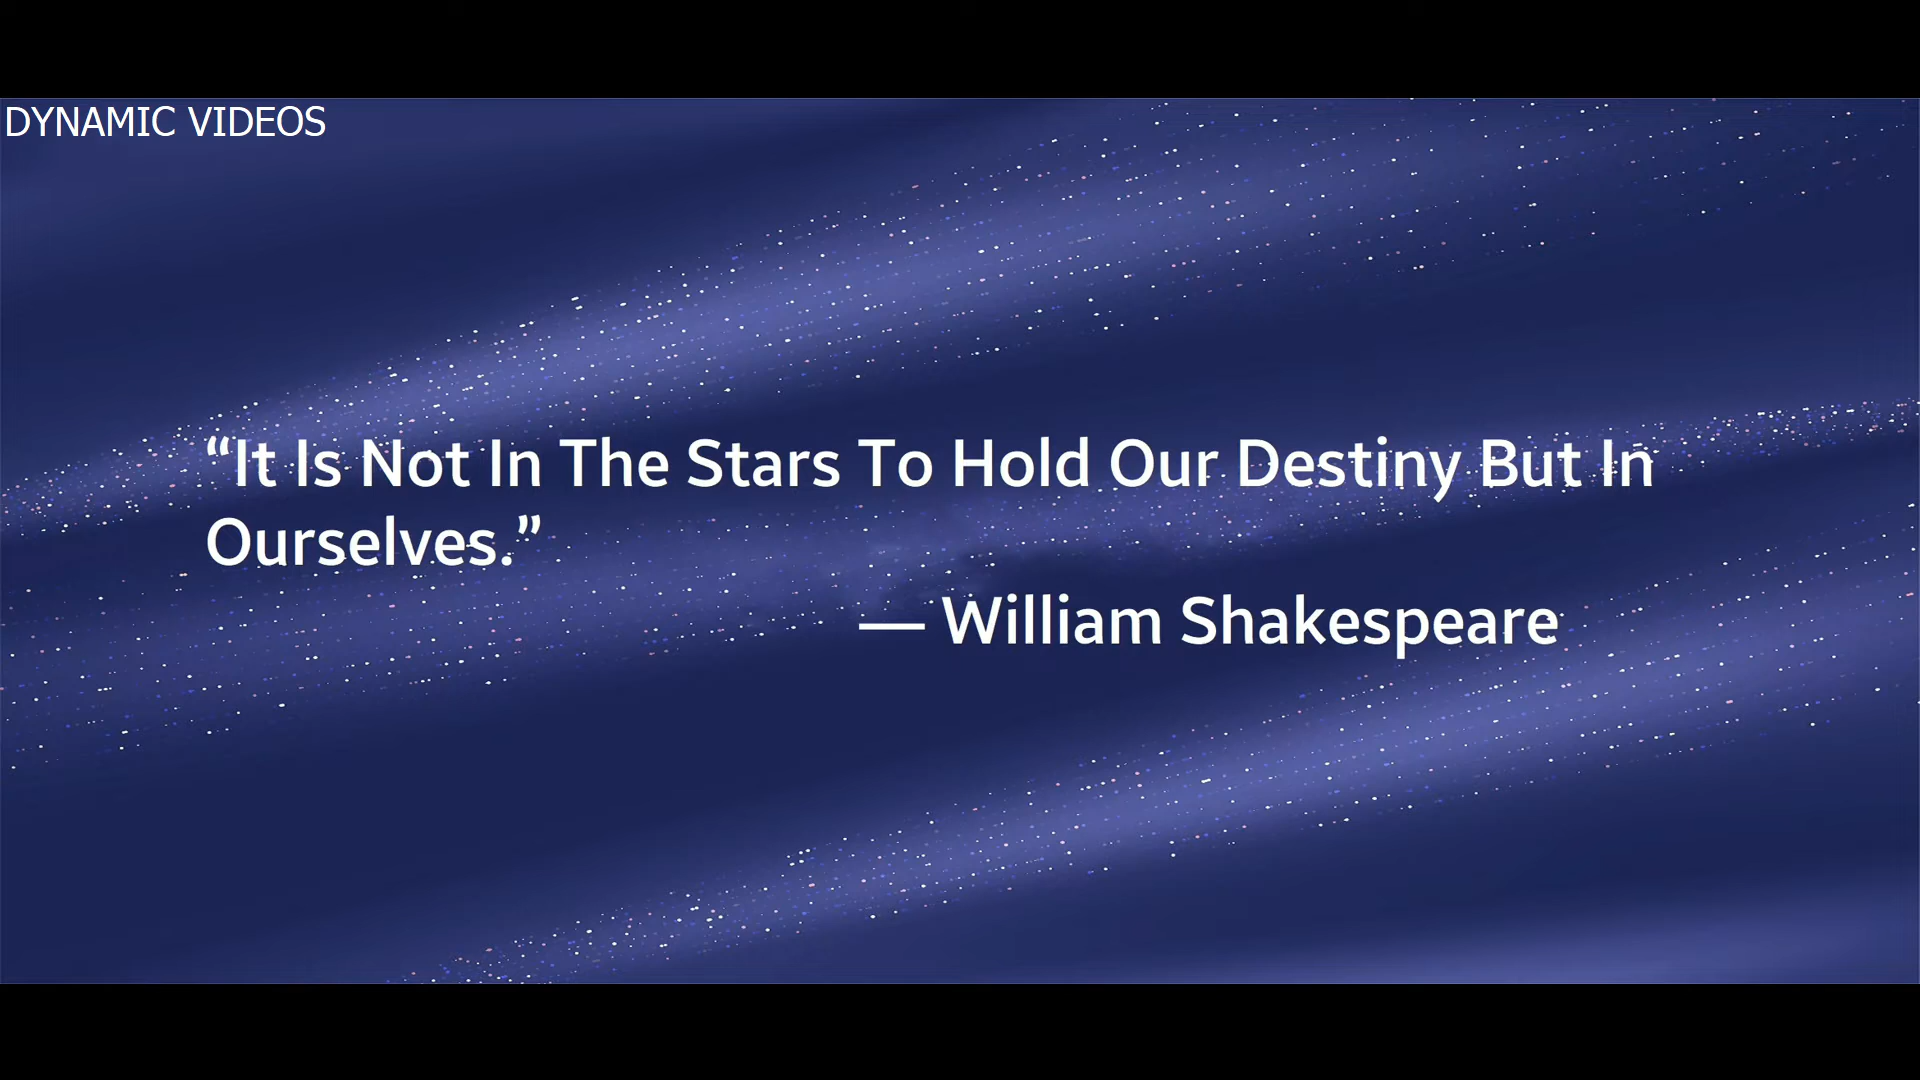 DYNAMIC VIDEOS
“It Is Not In The Stars To Hold Our Destiny But In
Ourselves.”
— William Shakespeare